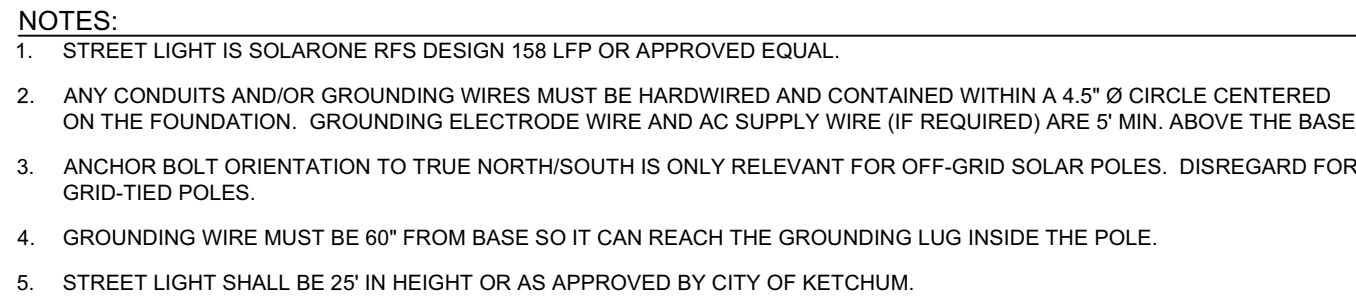 NOTES:
1. STREET LIGHT IS SOLARONE RFS DESIGN 158 LFP OR APPROVED EQUAL.
2. ANY CONDUITS AND/OR GROUNDING WIRES MUST BE HARDWIRED AND CONTAINED WITHIN A 4.5" Ø CIRCLE CENTERED
ON THE FOUNDATION. GROUNDING ELECTRODE WIRE AND AC SUPPLY WIRE (IF REQUIRED) ARE 5' MIN. ABOVE THE BASE
3. ANCHOR BOLT ORIENTATION TO TRUE NORTH/SOUTH IS ONLY RELEVANT FOR OFF-GRID SOLAR POLES. DISREGARD FOR
GRID-TIED POLES.
4. GROUNDING WIRE MUST BE 60" FROM BASE SO IT CAN REACH THE GROUNDING LUG INSIDE THE POLE.
5. STREET LIGHT SHALL BE 25' IN HEIGHT OR AS APPROVED BY CITY OF KETCHUM.